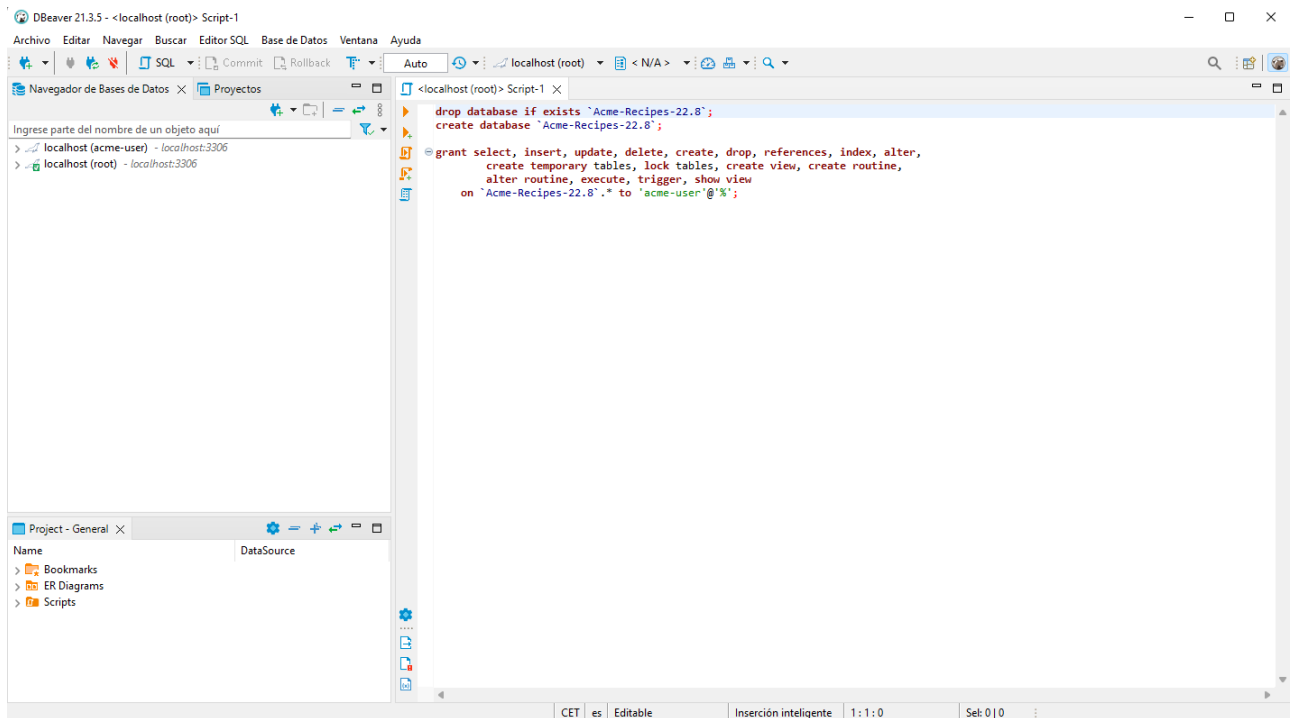 DBeaver 21.3.5 - <localhost (root)> Script-1
Archivo Editar Navegar Buscar Editor SQL Base de Datos Ventana Ayuda
SQL Commit Rollback Auto localhost (root) < N/A >
Navegador de Bases de Datos Proyectos
Ingrese parte del nombre de un objeto aquí
localhost (acme-user) - localhost:3306
localhost (root) - localhost:3306
Project - General
Name DataSource
Bookmarks
ER Diagrams
Scripts
<localhost (root)> Script-1
drop database if exists `Acme-Recipes-22.8`;
create database `Acme-Recipes-22.8`;
grant select, insert, update, delete, create, drop, references, index, alter,
create temporary tables, lock tables, create view, create routine,
alter routine, execute, trigger, show view
on `Acme-Recipes-22.8`.* to 'acme-user'@'%';
CET es Editable Inserción inteligente 1 : 1 : 0 Sel: 0 | 0